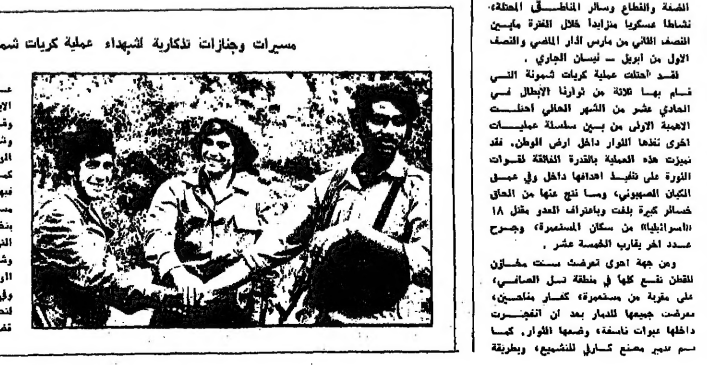 الضفة والقطاع وسائر المناطق المحتلة،
نشاطا عسكريا متزايدا خلال الفترة مابين
النصف الثاني من مارس اذار الماضي والنصف
الاول من ابريل — نيسان الجاري .
لقد احتلت عملية كريات شمونة التي
قام بها ثلاثة من ثوارنا الابطال في
الحادي عشر من الشهر الحالي احتلت
الاهمية الاولى من بين سلسلة عمليات
اخرى نفذها الثوار داخل ارض الوطن. فقد
تميزت هذه العملية بالقدرة الفائقة لقوات
الثورة على تنفيذ اهدافها داخل وفي عمق
الكيان الصهيوني، وما نتج عنها من الحاق
خسائر كبيرة بلغت وباعتراف العدو مقتل ١٨
«اسرائيليا» من سكان المستعمرة، وجرح
عدد اخر يقارب الخمسة عشر .
ومن جهة اخرى تعرضت ست مخازن
للقطن تقع كلها في منطقة تل الصافي،
على مقربة من مستعمرة، كفار مناحين،
تعرضت جميعها للدمار بعد ان انفجرت
داخلها عبوات ناسفة، وضعها الثوار. كما
تم تدمير مصنع كارلي للتشميع، وبطريقة
مسيرات وجنازات تذكارية لشهداء عملية كريات